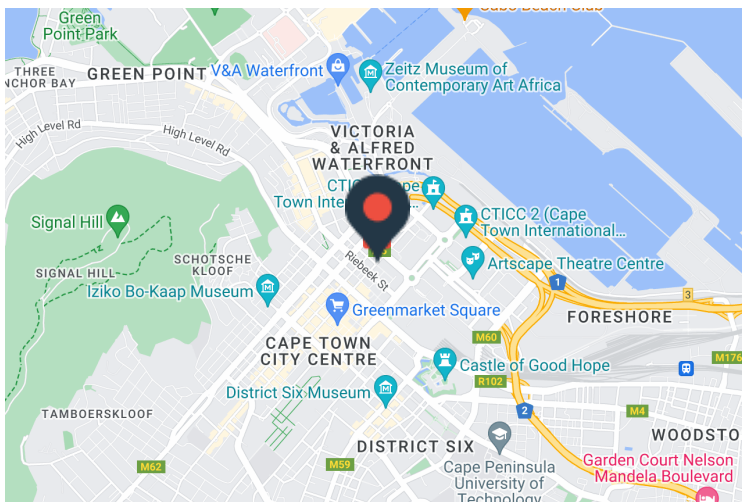 Green
Point Park
THREE
NCHOR BAY
GREEN POINT
V&A Waterfront
Zeitz Museum of
Contemporary Art Africa
High Level Rd
High Level Rd
VICTORIA
& ALFRED
WATERFRONT
Town
CTICC 2 (Cape
Town International...
Signal Hill
SIGNAL HILL
SCHOTSCHE
KLOOF
Riebeek St
Artscape Theatre Centre
Iziko Bo-Kaap Museum
1
3
Greenmarket Square
FORESHORE
M60
CAPE TOWN
CITY CENTRE
Castle of Good Hope
M176
R102
District Six Museum
2
M4
TAMBOERSKLOOF
WOODSTO
DISTRICT SIX
M62
M59
Cape Peninsula
University of
Technology
Garden Court Nelson
Mandela Boulevard